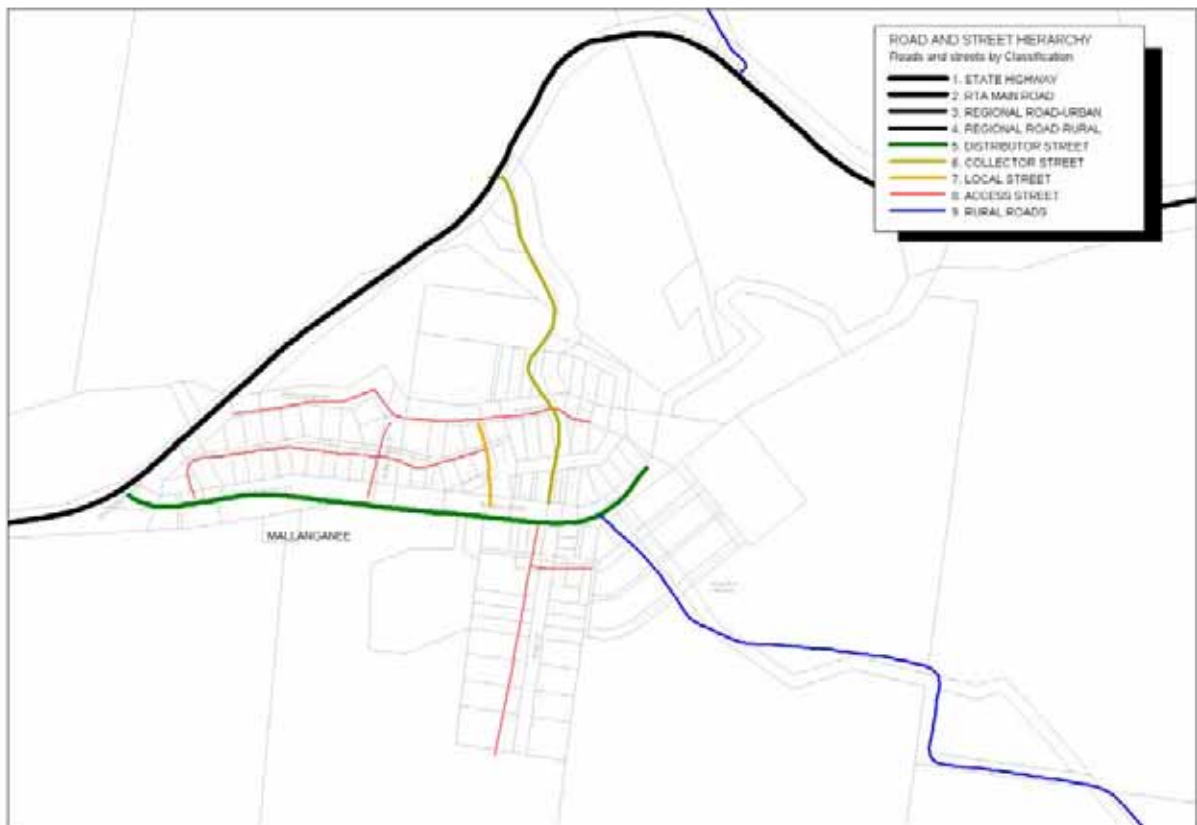 ROAD AND STREET HIERARCHY
Roads and streets by Classification
1. STATE HIGHWAY
2. RTA MAIN ROAD
3. REGIONAL ROAD-URBAN
4. REGIONAL ROAD-RURAL
5. DISTRIBUTOR STREET
6. COLLECTOR STREET
7. LOCAL STREET
8. ACCESS STREET
9. RURAL ROADS
MALLANGANEE